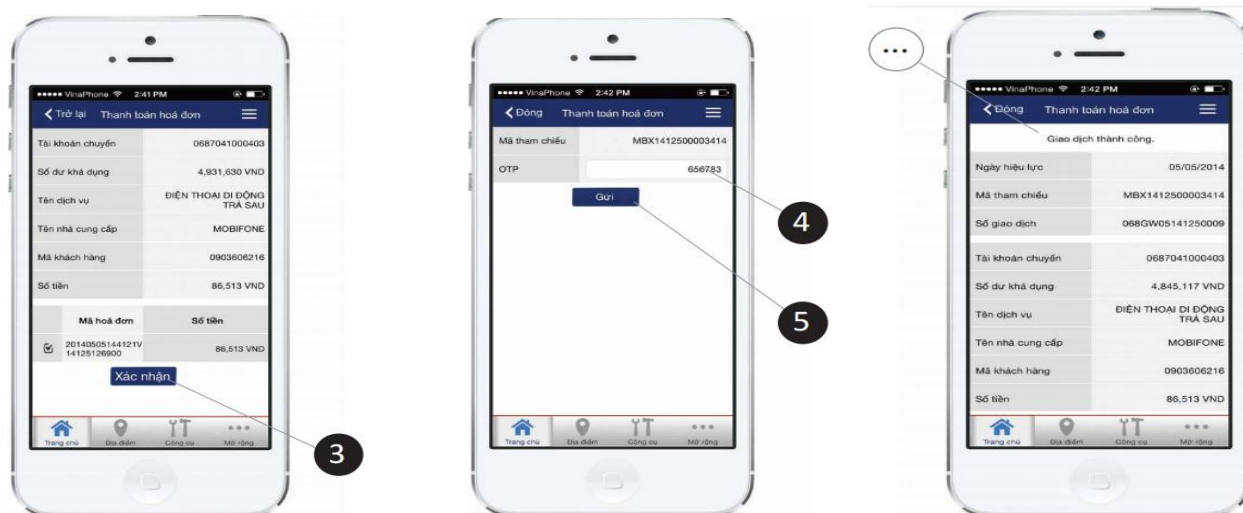 VinaPhone 2:41 PM
Trở lại Thanh toán hoá đơn
Tài khoản chuyển 0687041000403
Số dư khả dụng 4,931,630 VND
Tên dịch vụ ĐIỆN THOẠI DI ĐỘNG
TRẢ SAU
Tên nhà cung cấp MOBIFONE
Mã khách hàng 0903606216
Số tiền 86,513 VND
Mã hoá đơn Số tiền
20140505144121V
14125126900 86,513 VND
Xác nhận
Trang chủ Địa điểm Công cụ Mở rộng
3
VinaPhone 2:42 PM
Đóng Thanh toán hoá đơn
Mã tham chiếu MBX1412500003414
OTP 656783
Gửi
4
5
Trang chủ Địa điểm Công cụ Mở rộng
...
VinaPhone 2:42 PM
Đóng Thanh toán hoá đơn
Giao dịch thành công.
Ngày hiệu lực 05/05/2014
Mã tham chiếu MBX1412500003414
Số giao dịch 068GW05141250009
Tài khoản chuyển 0687041000403
Số dư khả dụng 4,845,117 VND
Tên dịch vụ ĐIỆN THOẠI DI ĐỘNG
TRẢ SAU
Tên nhà cung cấp MOBIFONE
Mã khách hàng 0903606216
Số tiền 86,513 VND
Trang chủ Địa điểm Công cụ Mở rộng